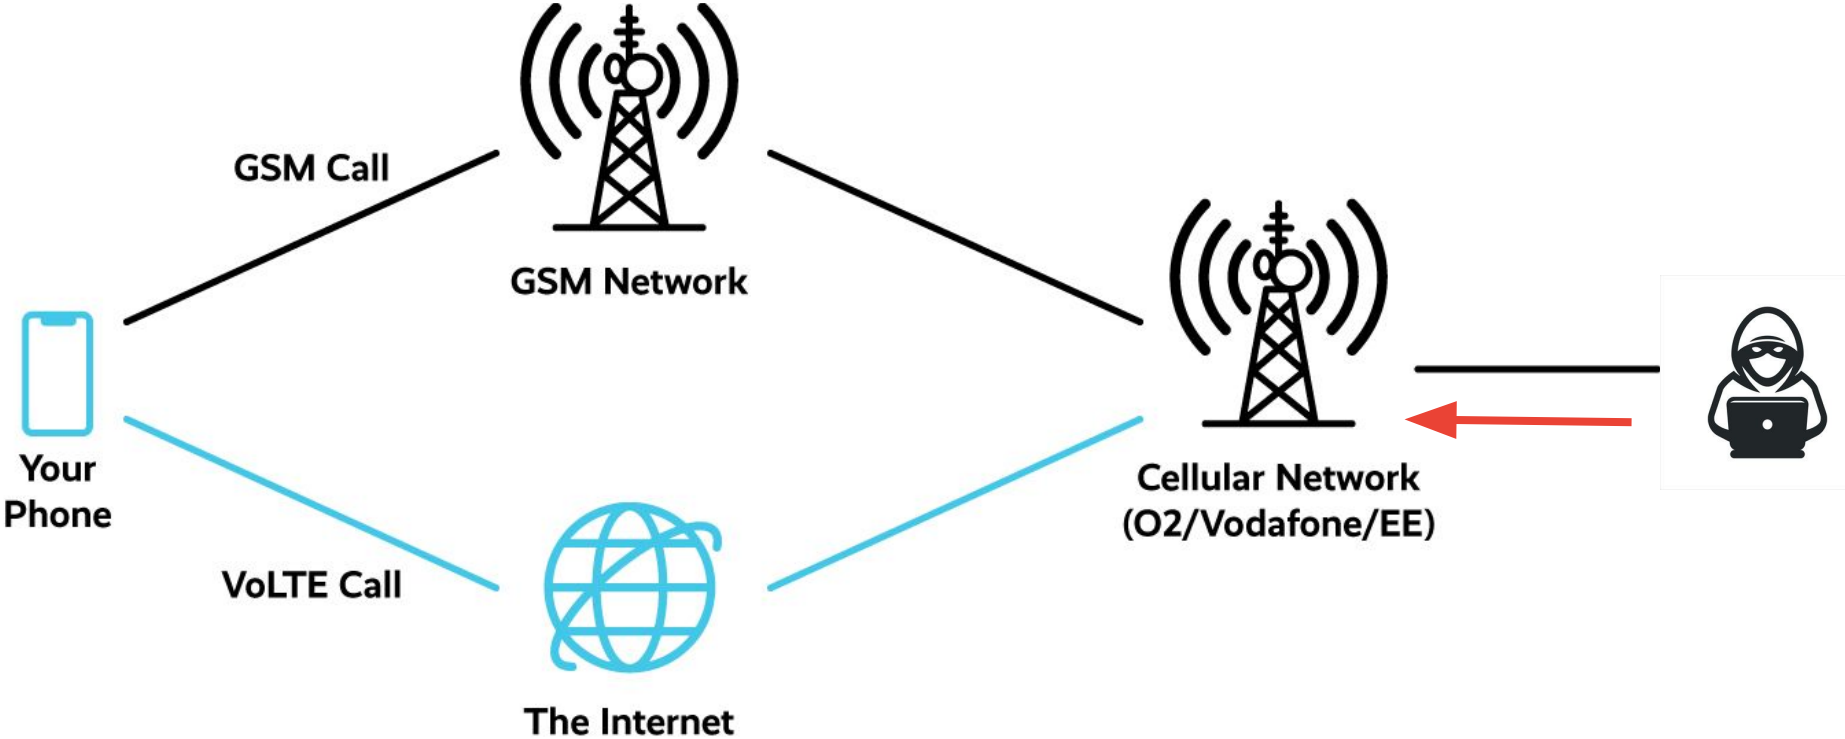 GSM Call
GSM Network
Your
Phone
Cellular Network
(O2/Vodafone/EE)
VoLTE Call
The Internet